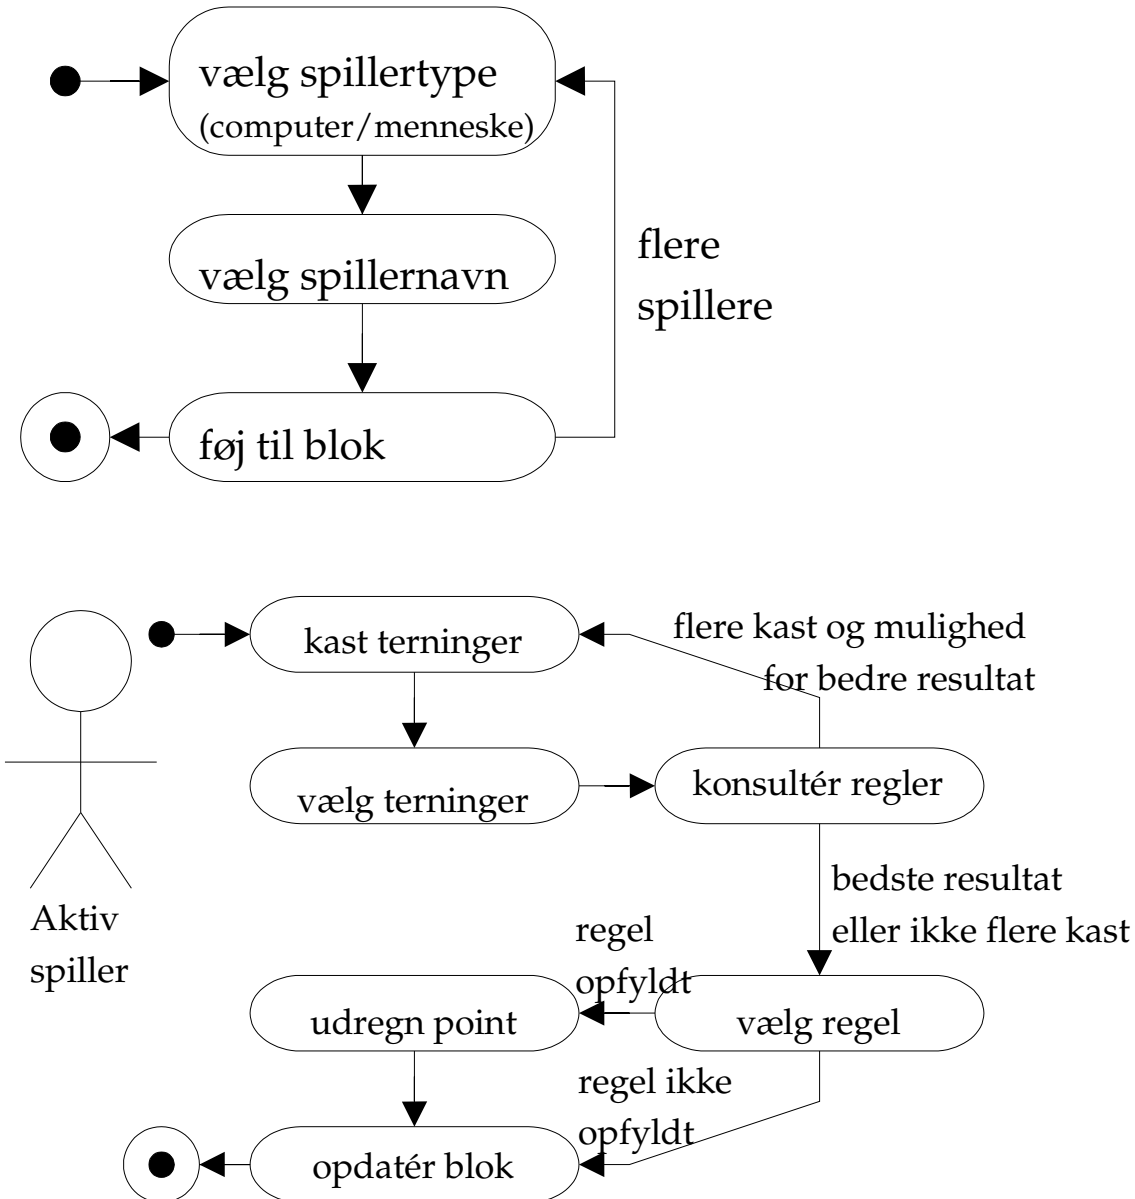 vælg spillertype
(computer/menneske)
vælg spillernavn
flere
spillere
føj til blok
kast terninger
flere kast og mulighed
for bedre resultat
vælg terninger
konsultér regler
Aktiv
spiller
bedste resultat
eller ikke flere kast
regel
opfyldt
udregn point
vælg regel
regel ikke
opfyldt
opdatér blok